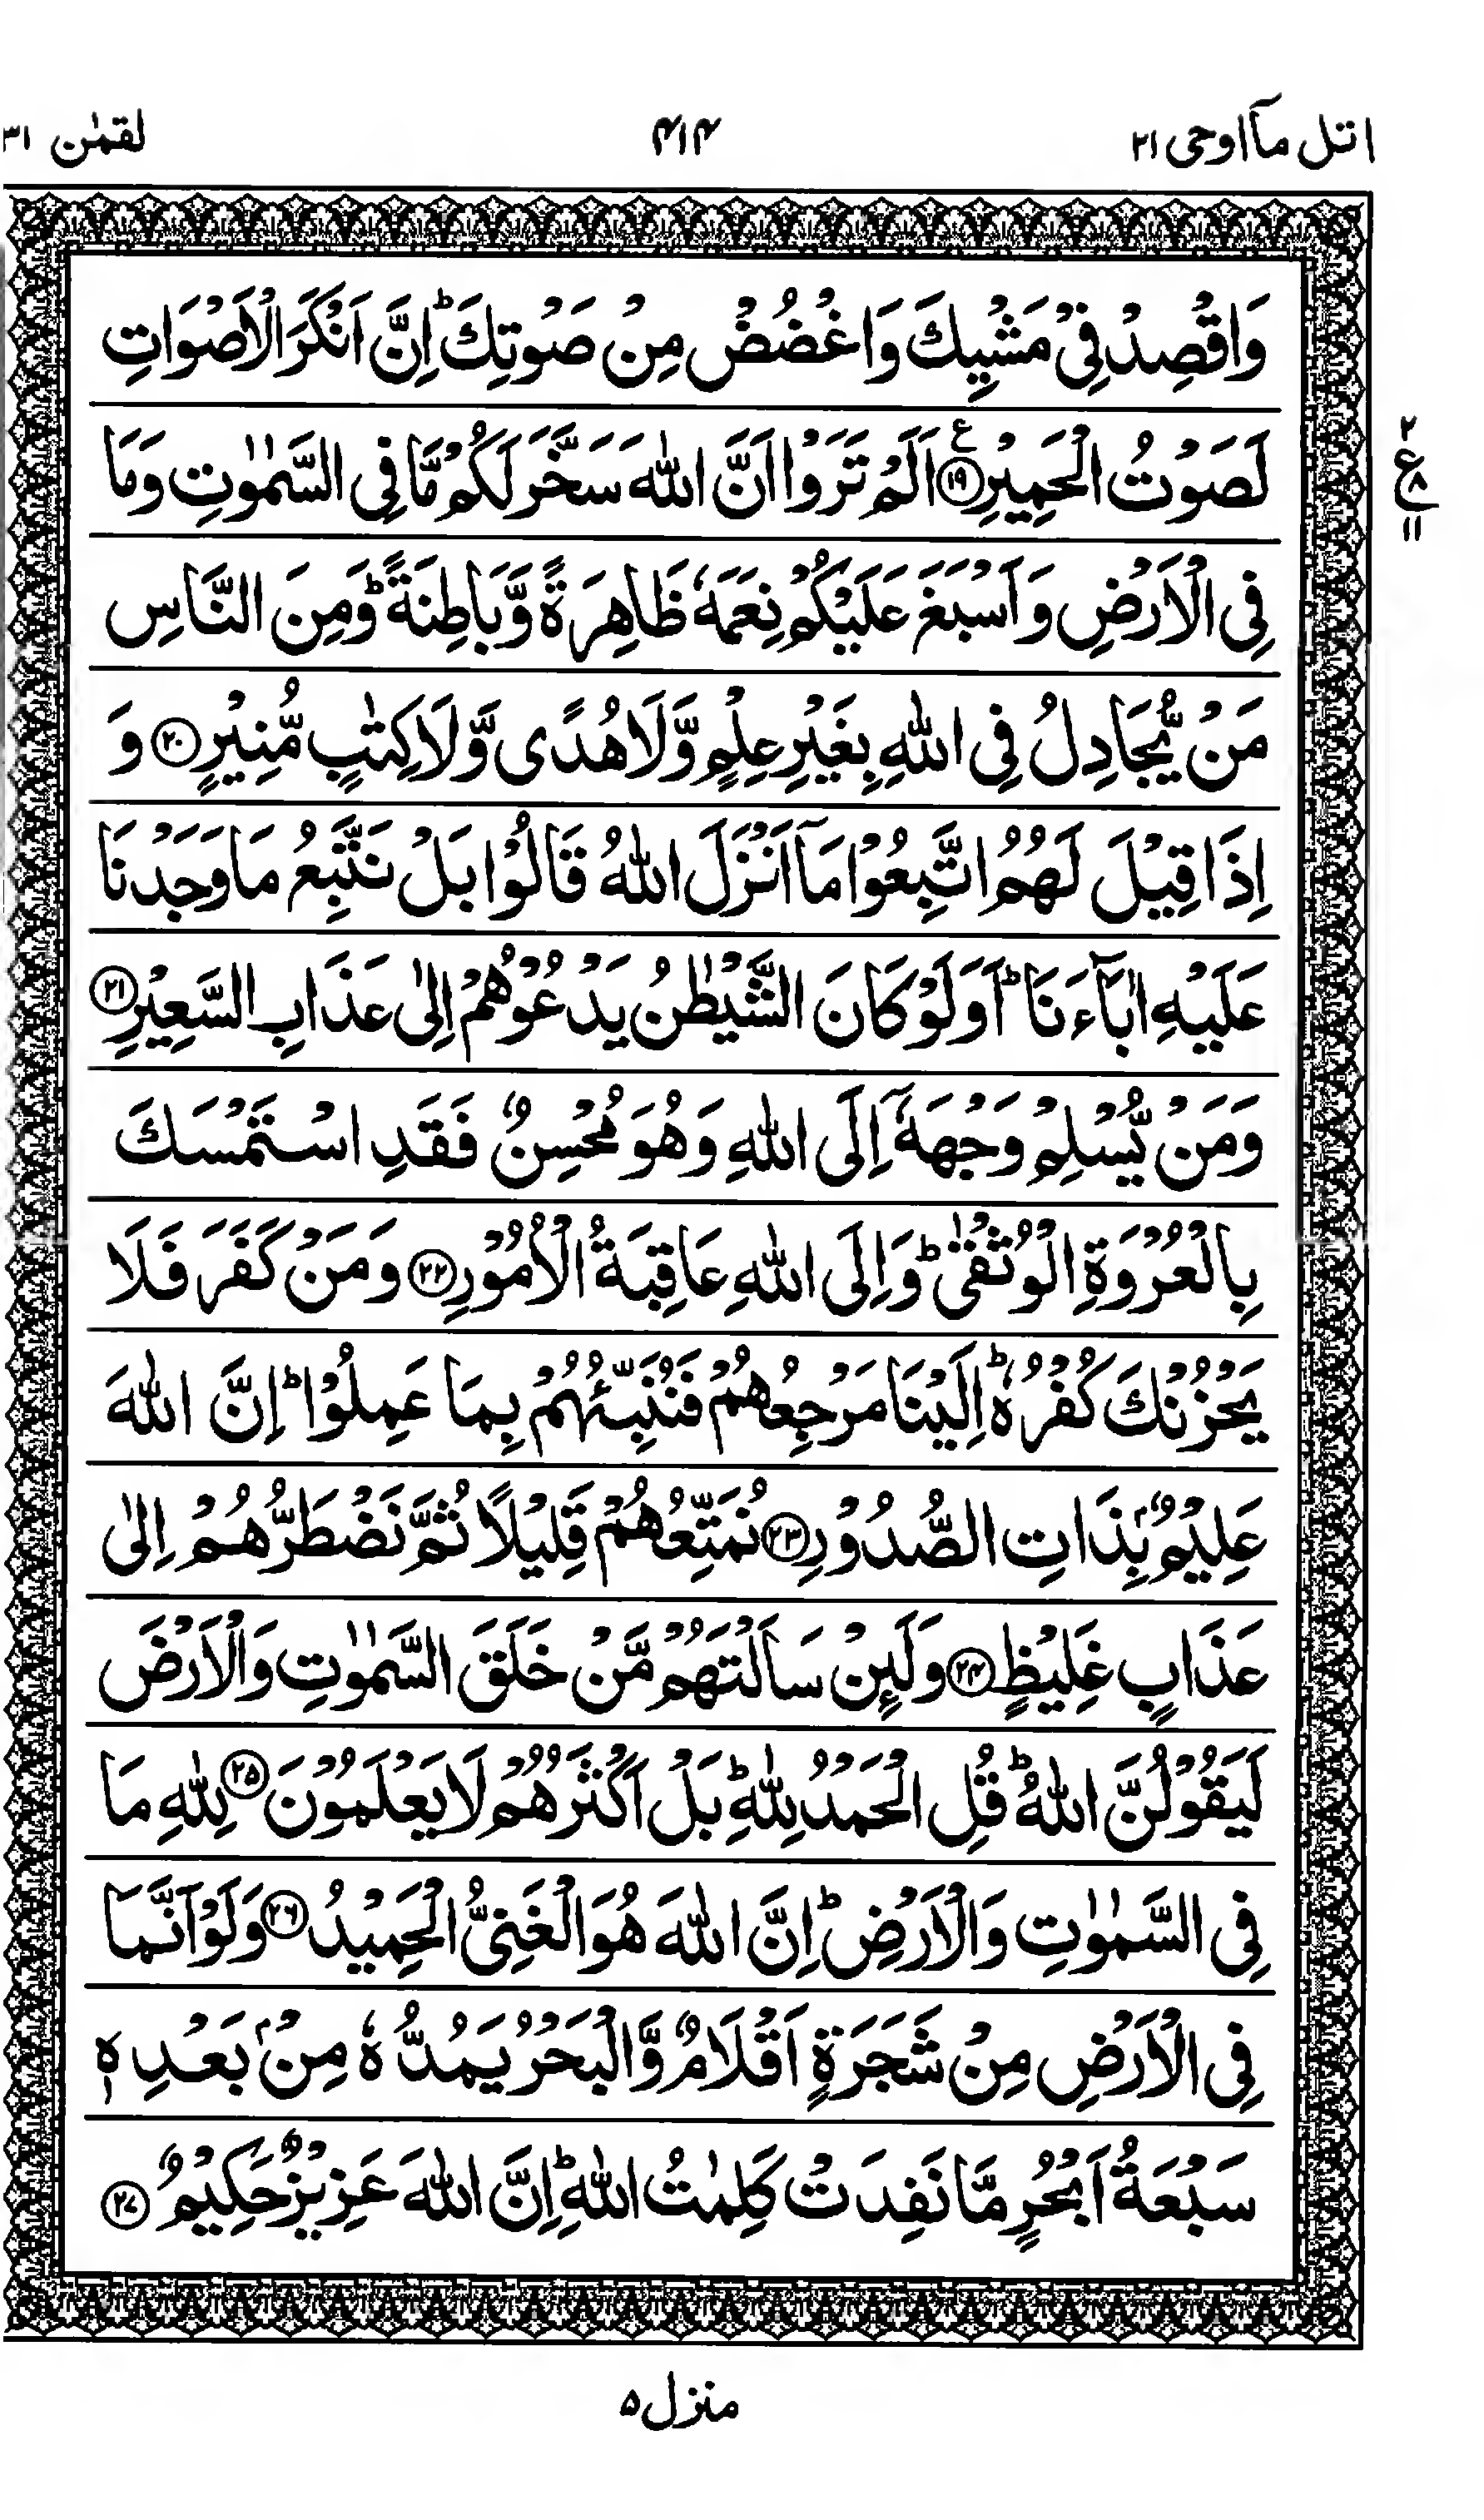 اتل مآاوحی ۲۱
۴۱۴
لقمٰن ۳۱
وَاقْصِدْ فِیْ مَشْیِكَ وَاغْضُضْ مِنْ صَوْتِكَ ؕ اِنَّ اَنْكَرَ الْاَصْوَاتِ
لَصَوْتُ الْحَمِیْرِ ﴿۱۹﴾ ع اَلَمْ تَرَوْا اَنَّ اللّٰهَ سَخَّرَ لَكُمْ مَّا فِی السَّمٰوٰتِ وَمَا
۲
ع
۸
۱۱
فِی الْاَرْضِ وَاَسْبَغَ عَلَیْكُمْ نِعَمَهٗ ظَاهِرَةً وَّبَاطِنَةً ؕ وَمِنَ النَّاسِ
مَنْ یُّجَادِلُ فِی اللّٰهِ بِغَیْرِ عِلْمٍ وَّلَا هُدًی وَّلَا كِتٰبٍ مُّنِیْرٍ ﴿۲۰﴾ وَ
اِذَا قِیْلَ لَهُمُ اتَّبِعُوْا مَاۤ اَنْزَلَ اللّٰهُ قَالُوْا بَلْ نَتَّبِعُ مَا وَجَدْنَا
عَلَیْهِ اٰبَآءَنَا ؕ اَوَلَوْ كَانَ الشَّیْطٰنُ یَدْعُوْهُمْ اِلٰی عَذَابِ السَّعِیْرِ ﴿۲۱﴾
وَمَنْ یُّسْلِمْ وَجْهَهٗۤ اِلَی اللّٰهِ وَهُوَ مُحْسِنٌ فَقَدِ اسْتَمْسَكَ
بِالْعُرْوَةِ الْوُثْقٰی ؕ وَاِلَی اللّٰهِ عَاقِبَةُ الْاُمُوْرِ ﴿۲۲﴾ وَمَنْ كَفَرَ فَلَا
یَحْزُنْكَ كُفْرُهٗ ؕ اِلَیْنَا مَرْجِعُهُمْ فَنُنَبِّئُهُمْ بِمَا عَمِلُوْا ؕ اِنَّ اللّٰهَ
عَلِیْمٌۢ بِذَاتِ الصُّدُوْرِ ﴿۲۳﴾ نُمَتِّعُهُمْ قَلِیْلًا ثُمَّ نَضْطَرُّهُمْ اِلٰی
عَذَابٍ غَلِیْظٍ ﴿۲۴﴾ وَلَئِنْ سَاَلْتَهُمْ مَّنْ خَلَقَ السَّمٰوٰتِ وَالْاَرْضَ
لَیَقُوْلُنَّ اللّٰهُ ؕ قُلِ الْحَمْدُ لِلّٰهِ ؕ بَلْ اَكْثَرُهُمْ لَا یَعْلَمُوْنَ ﴿۲۵﴾ لِلّٰهِ مَا
فِی السَّمٰوٰتِ وَالْاَرْضِ ؕ اِنَّ اللّٰهَ هُوَ الْغَنِیُّ الْحَمِیْدُ ﴿۲۶﴾ وَلَوْ اَنَّمَا
فِی الْاَرْضِ مِنْ شَجَرَةٍ اَقْلَامٌ وَّالْبَحْرُ یَمُدُّهٗ مِنْۢ بَعْدِهٖ
سَبْعَةُ اَبْحُرٍ مَّا نَفِدَتْ كَلِمٰتُ اللّٰهِ ؕ اِنَّ اللّٰهَ عَزِیْزٌ حَكِیْمٌ ﴿۲۷﴾
منزل ۵